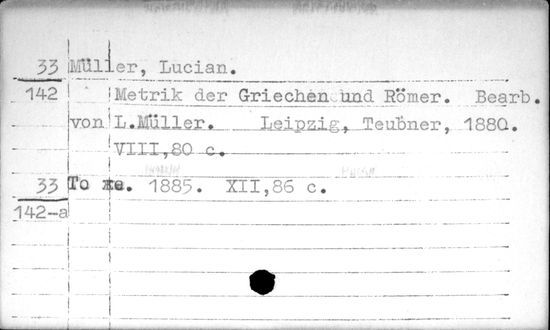 33 Müller, Lucian.
142 Metrik der Griechen und Römer. Bearb.
von L.Müller. Leipzig, Teubner, 1880.
VIII,80 с.
33 То же. 1885. XII,86 с.
142-а